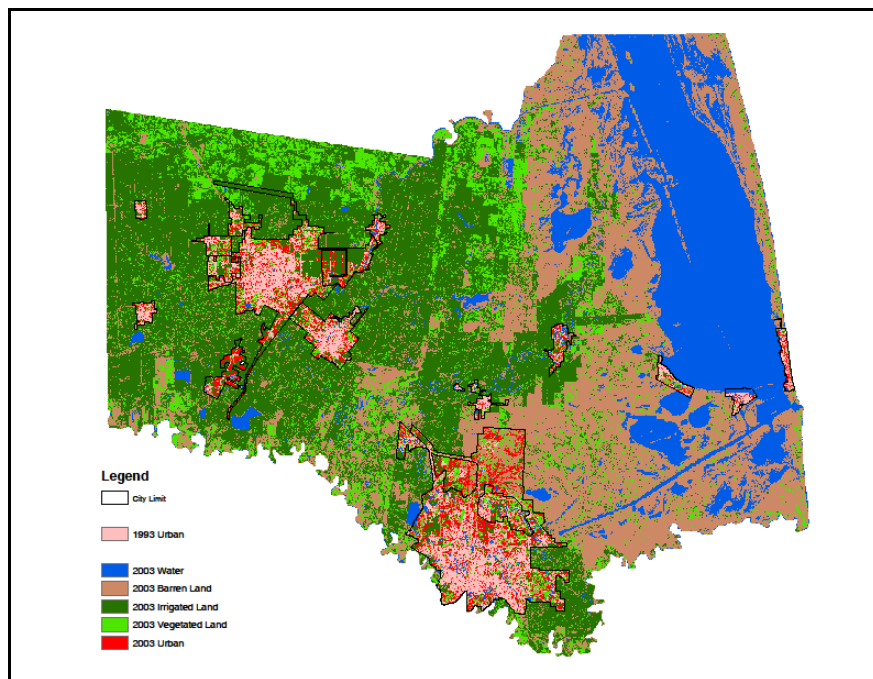 Legend
City Limit
1993 Urban
2003 Water
2003 Barren Land
2003 Irrigated Land
2003 Vegetated Land
2003 Urban